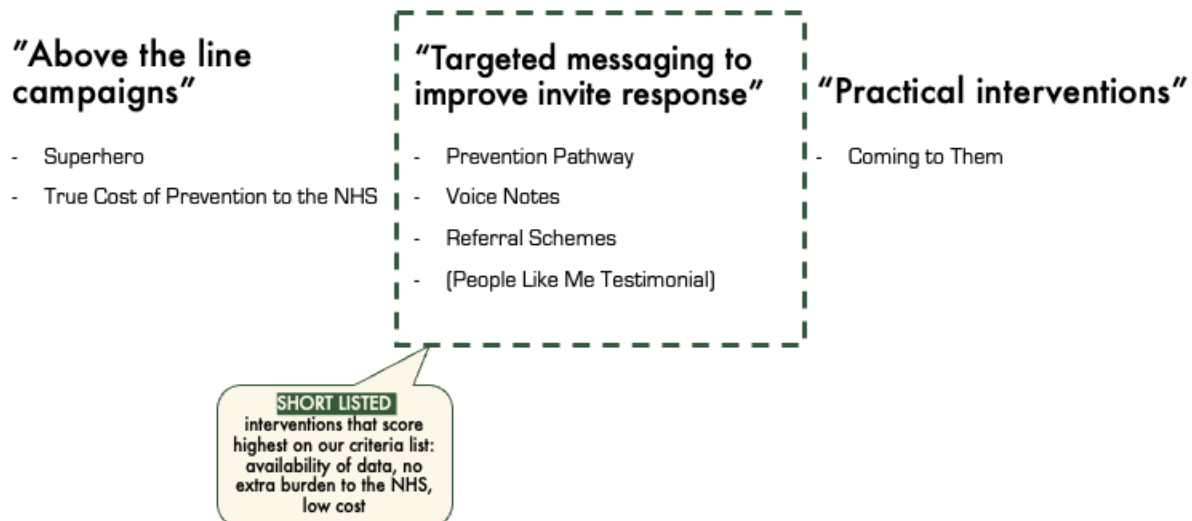 "Above the line
campaigns"
- Superhero
- True Cost of Prevention to the NHS
"Targeted messaging to
improve invite response"
- Prevention Pathway
- Voice Notes
- Referral Schemes
- (People Like Me Testimonial)
"Practical interventions"
- Coming to Them
SHORT LISTED
interventions that score
highest on our criteria list:
availability of data, no
extra burden to the NHS,
low cost